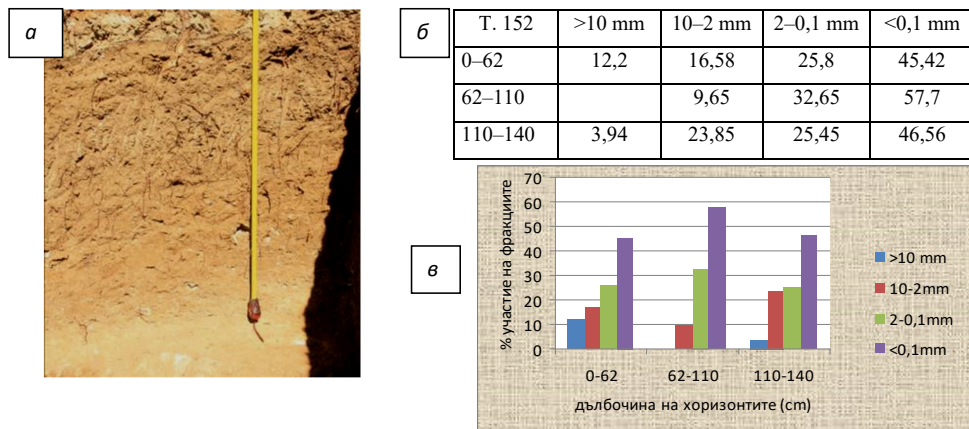 а
б
Т. 152 >10 mm 10–2 mm 2–0,1 mm <0,1 mm
0–62 12,2 16,58 25,8 45,42
62–110 9,65 32,65 57,7
110–140 3,94 23,85 25,45 46,56
в
% участие на фракциите
70
60
50
40
30
20
10
0
0-62 62-110 110-140
дълбочина на хоризонтите (cm)
>10 mm
10-2mm
2-0,1mm
<0,1mm